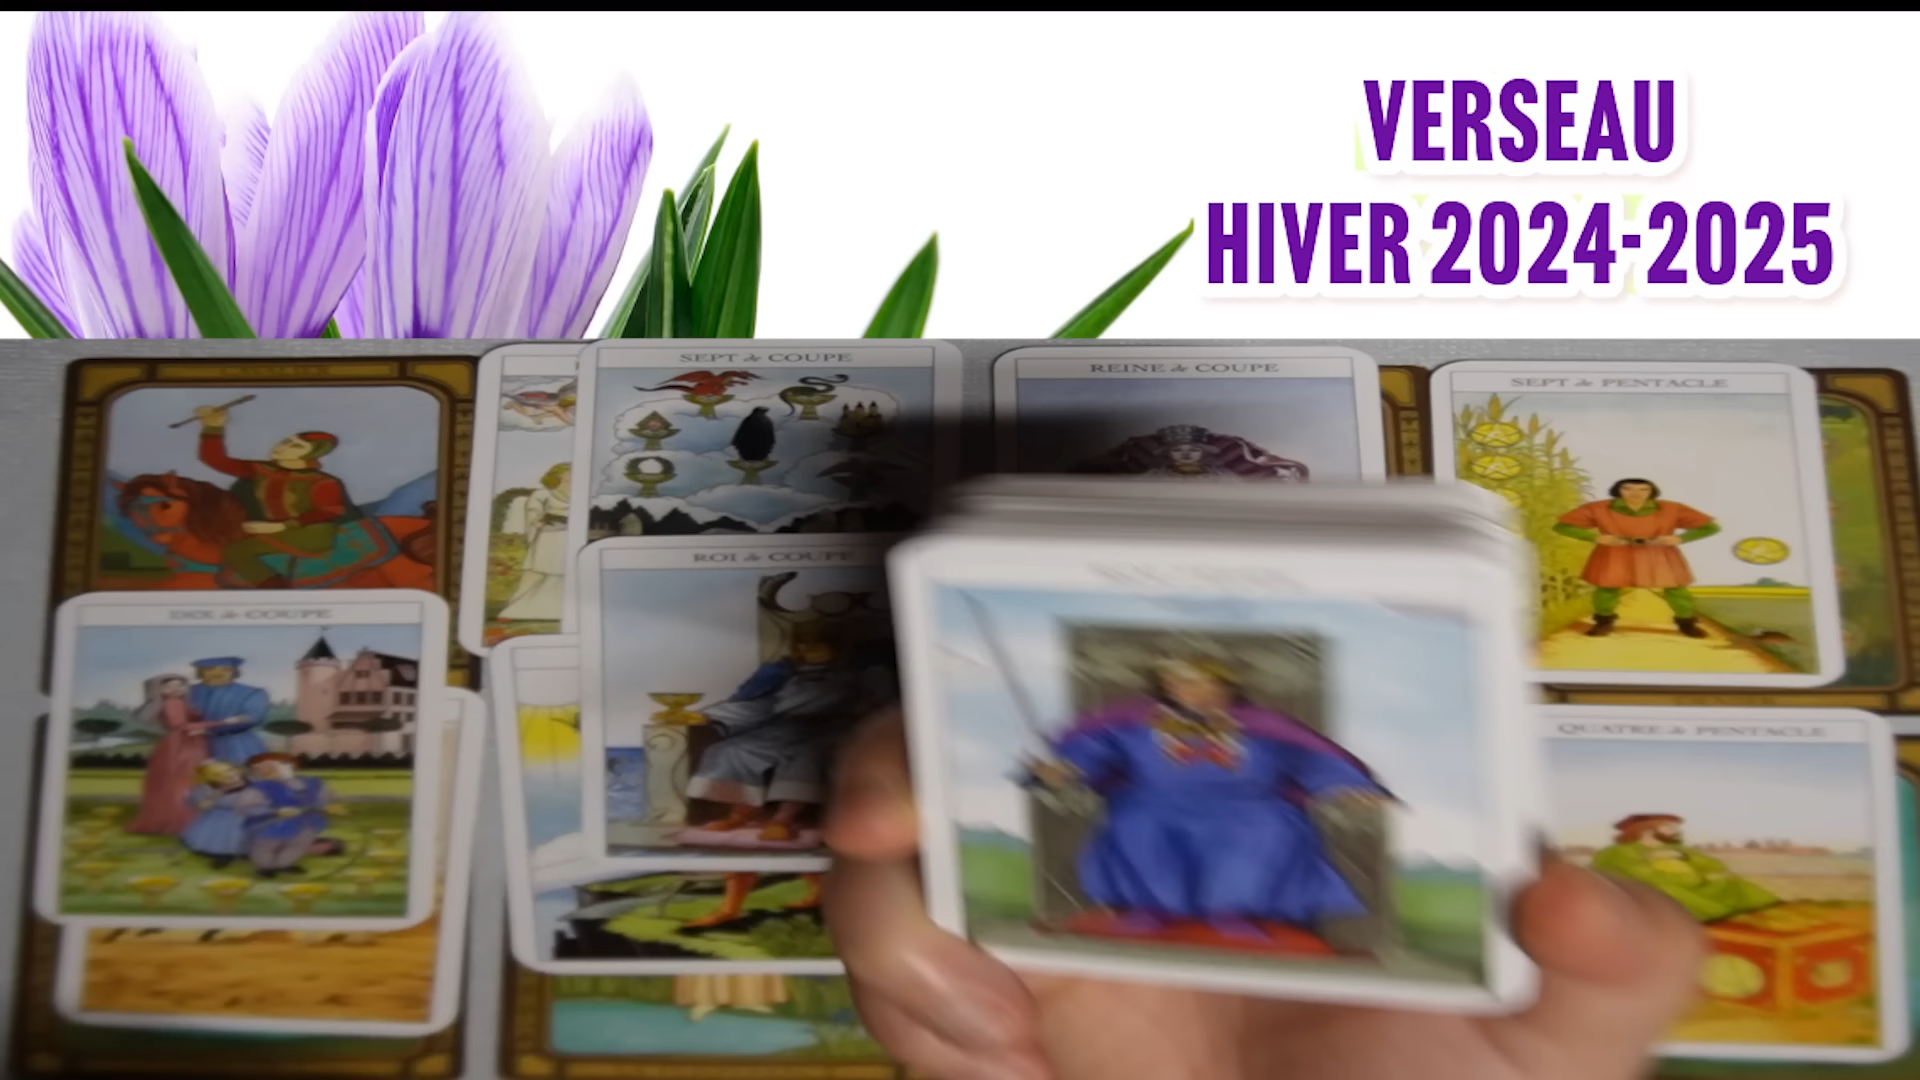 VERSEAU
HIVER 2024-2025
CAVALIER
SEPT de COUPE
REINE de COUPE
SEPT de PENTACLE
ROI de COUPE
DIX de COUPE
QUATRE de PENTACLE